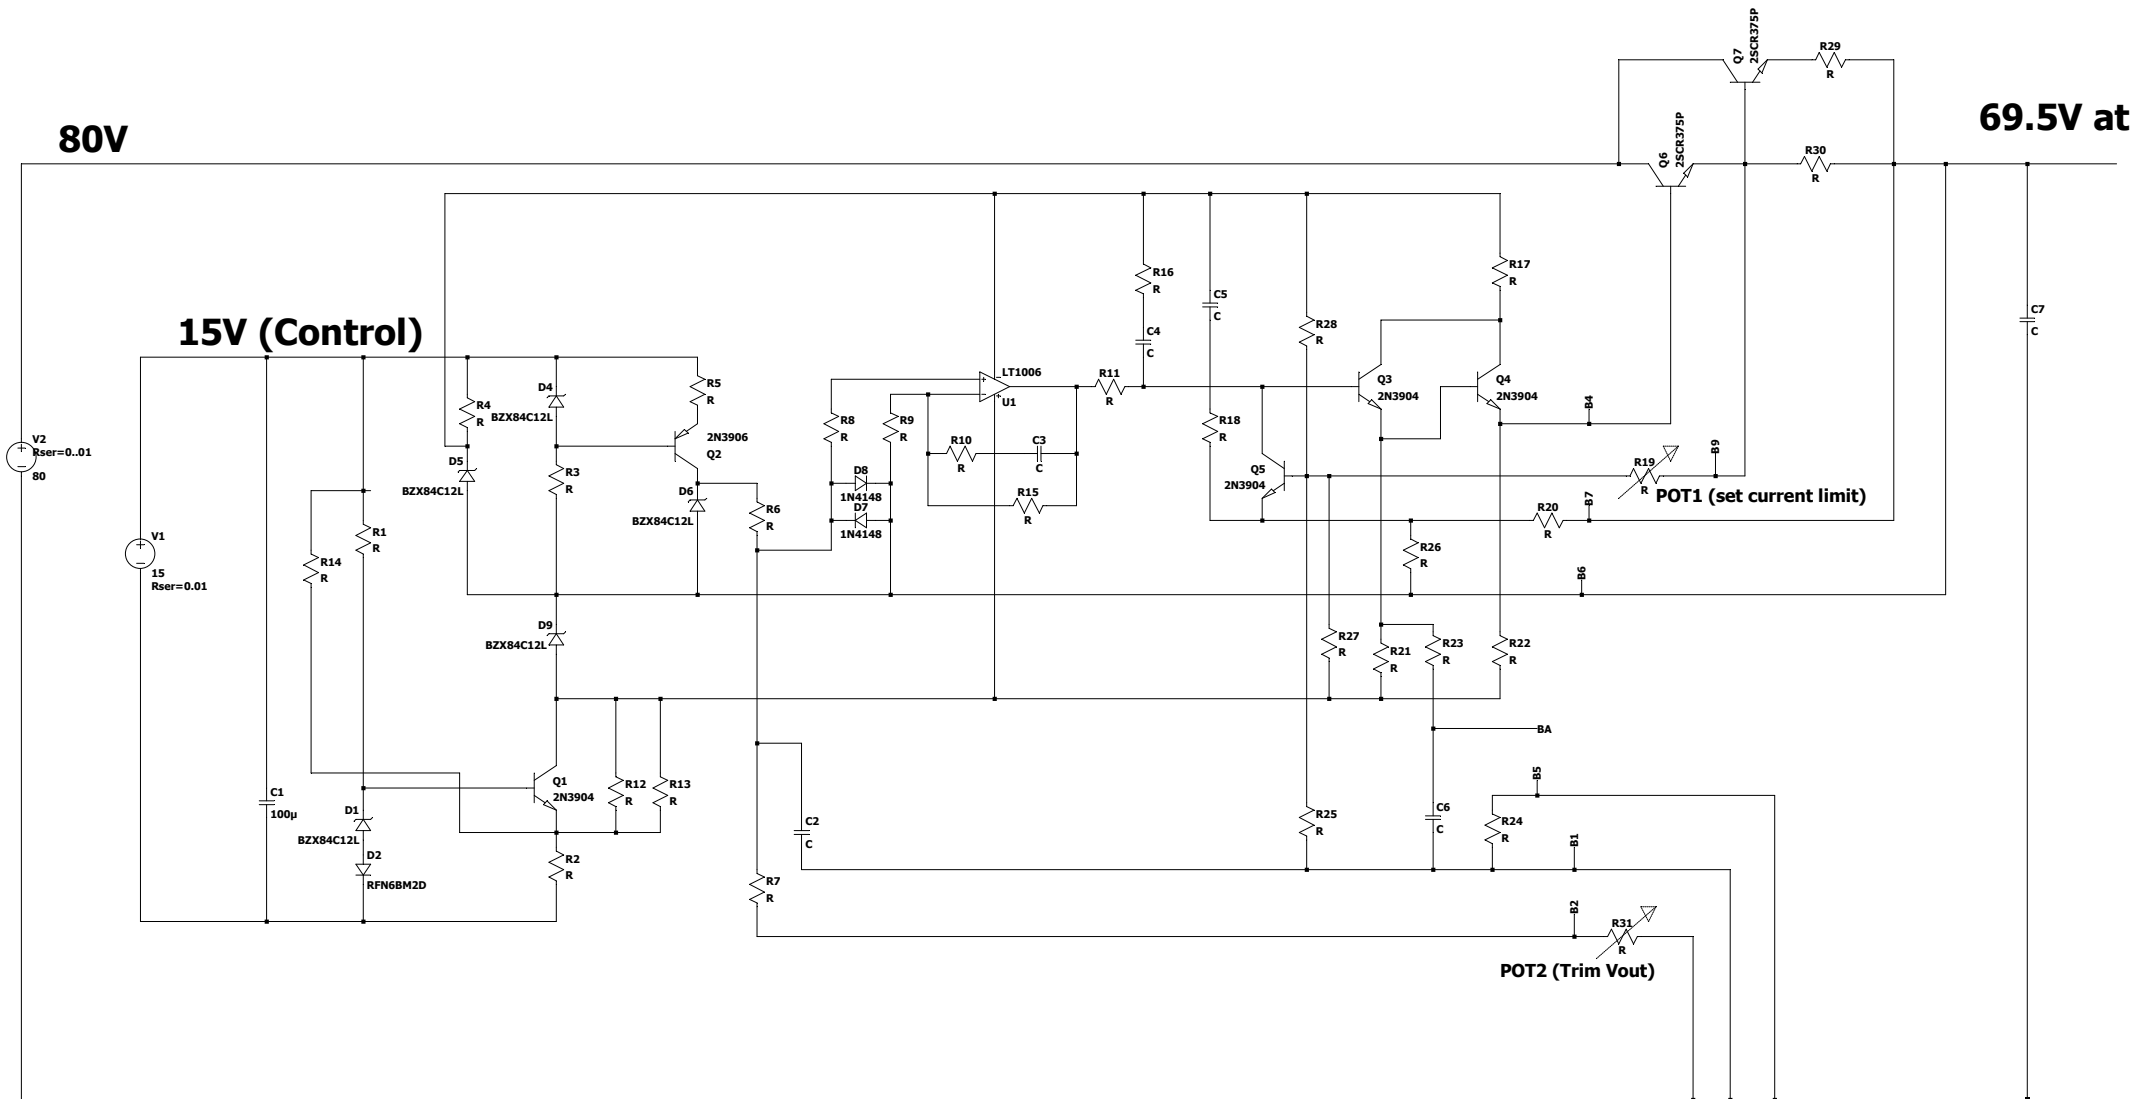 80V
69.5V at
15V (Control)
Q7
2SCR375P
R29
R
Q6
2SCR375P
R30
R
V2
Rser=0..01
80
V1
15
Rser=0.01
C1
100µ
R14
R
R1
R
D1
BZX84C12L
D2
RFN6BM2D
R4
R
D5
BZX84C12L
D4
BZX84C12L
R3
R
R5
R
2N3906
Q2
D6
BZX84C12L
R6
R
D9
BZX84C12L
Q1
2N3904
R2
R
R12
R
R13
R
R7
R
C2
C
R8
R
R9
R
D8
1N4148
D7
1N4148
LT1006
U1
R10
R
C3
C
R15
R
R11
R
R16
R
C4
C
C5
C
R18
R
R28
R
Q5
2N3904
Q3
2N3904
Q4
2N3904
R17
R
B4
R19
R
B9
POT1 (set current limit)
R20
R
B7
R26
R
B6
R27
R
R21
R
R23
R
R22
R
BA
R25
R
C6
C
R24
R
B5
B1
B2
R31
R
POT2 (Trim Vout)
C7
C